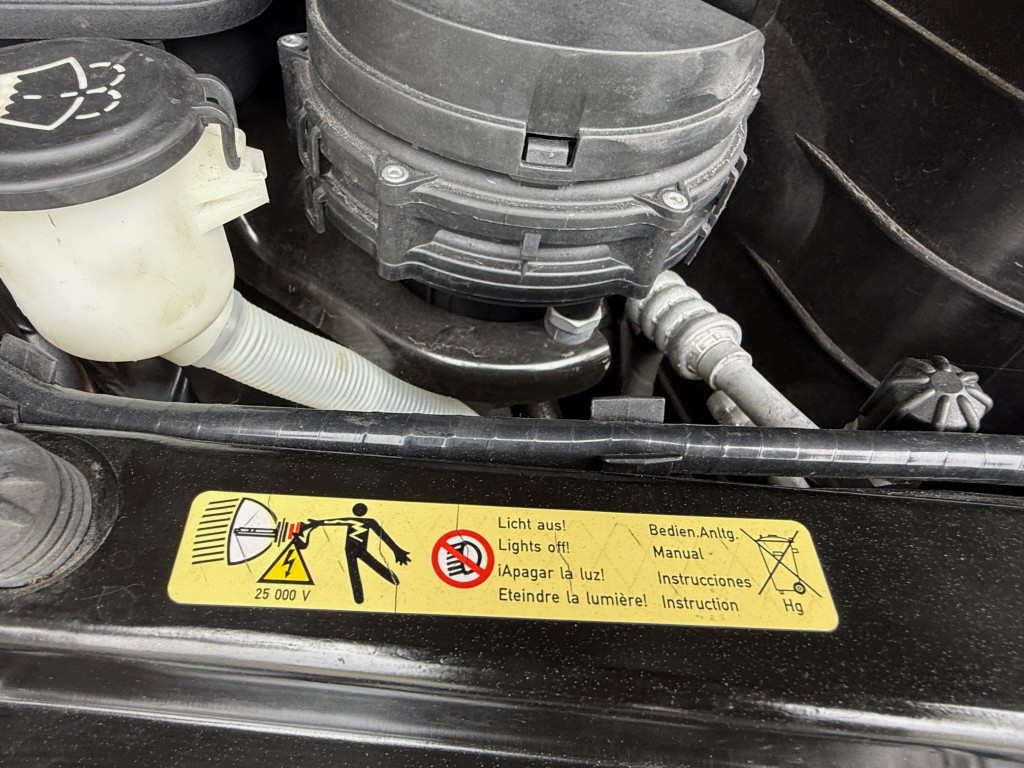 25 000 V
Licht aus!
Lights off!
¡Apagar la luz!
Eteindre la lumière!
Bedien.Anltg.
Manual
Instrucciones
Instruction
Hg